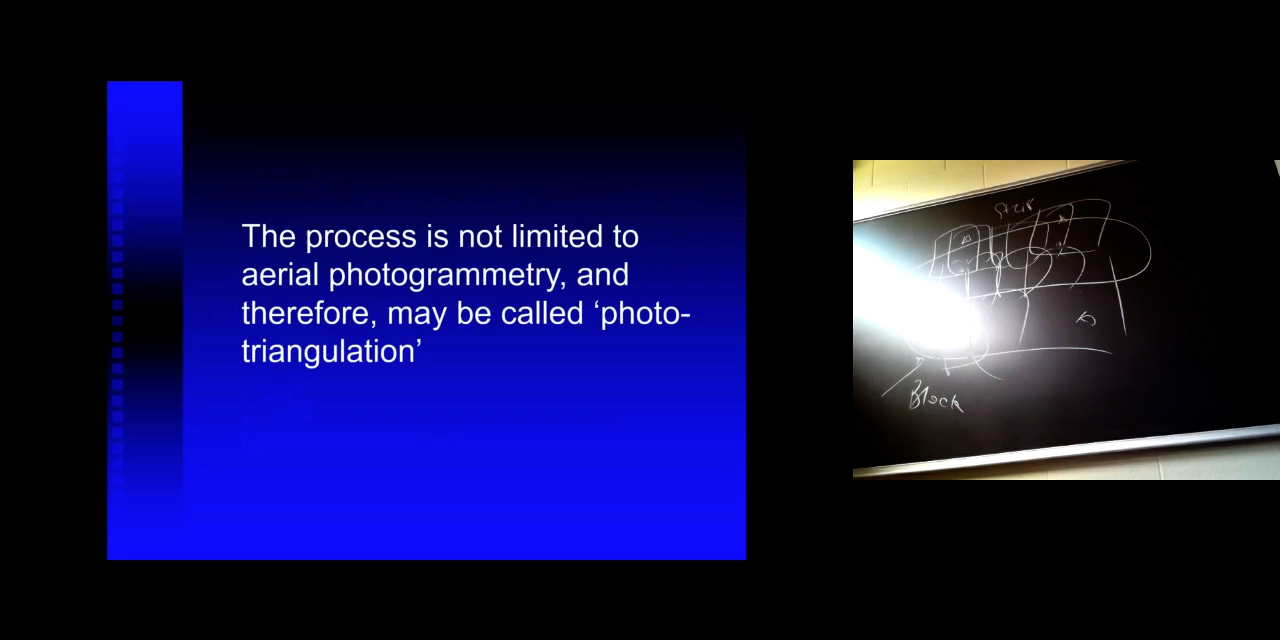 The process is not limited to
aerial photogrammetry, and
therefore, may be called ‘photo-
triangulation’
Strip
Block